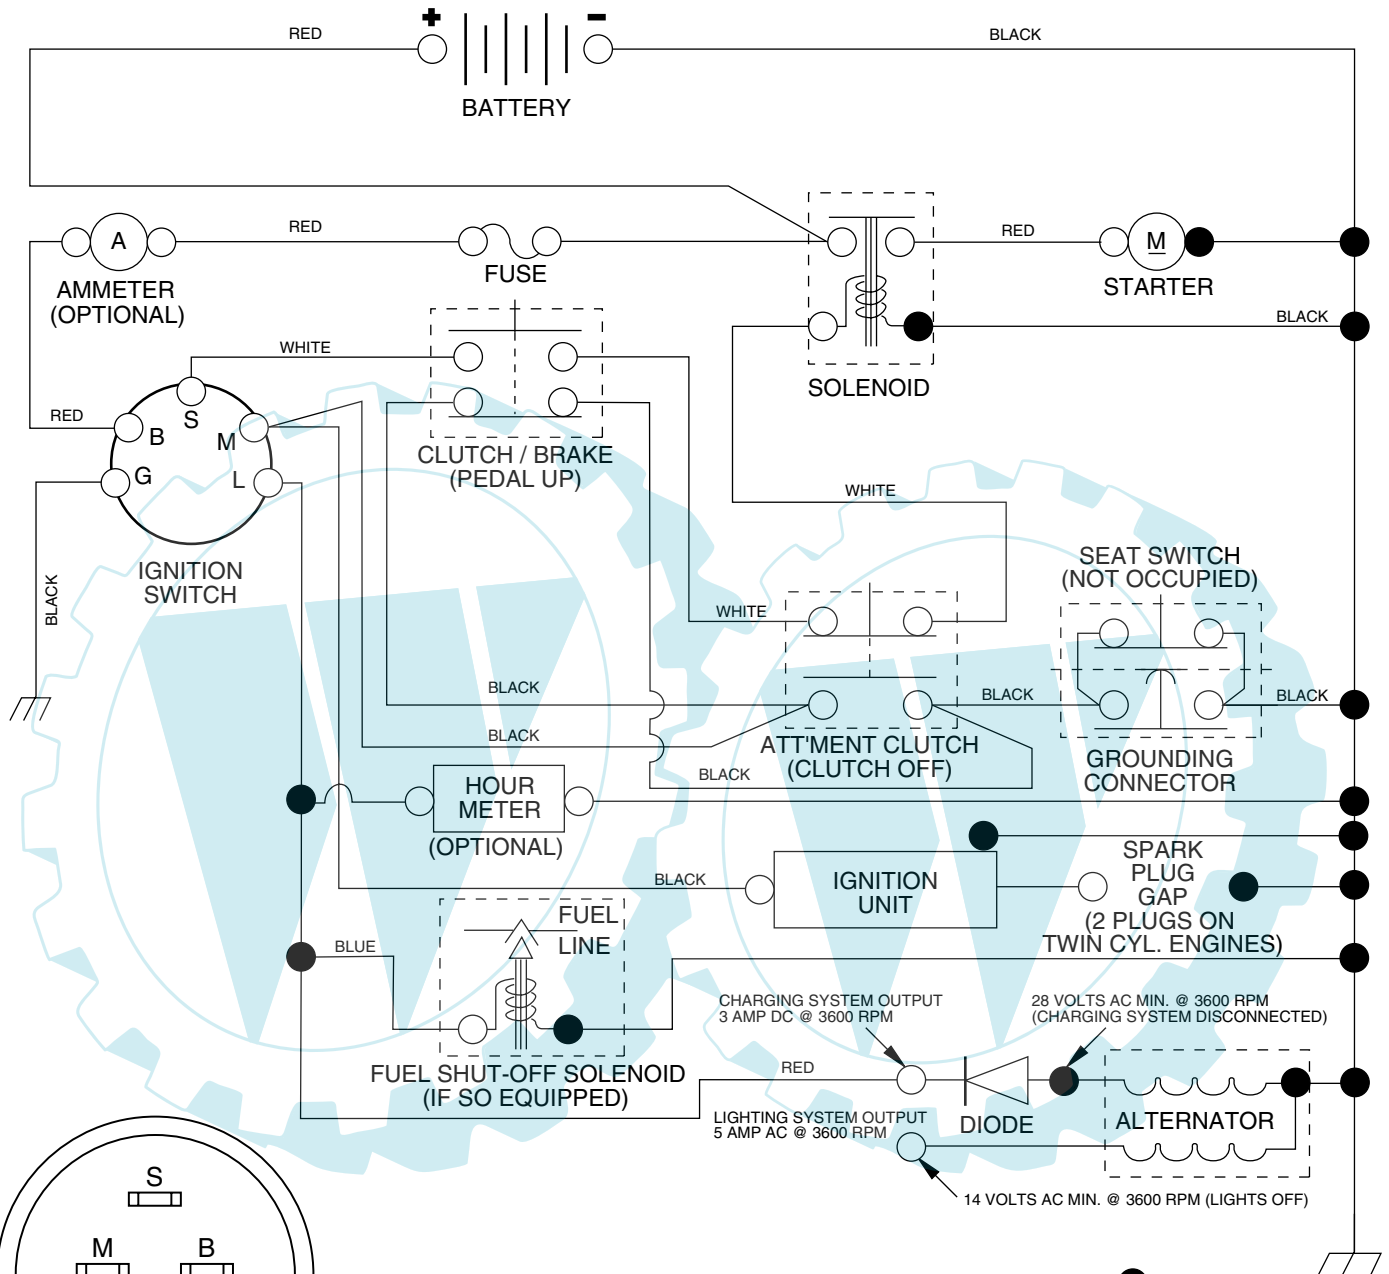 + -
RED
BLACK
BATTERY
A
RED
FUSE
RED
M
STARTER
AMMETER
(OPTIONAL)
BLACK
SOLENOID
WHITE
RED
S
B
M
G
L
CLUTCH / BRAKE
(PEDAL UP)
WHITE
IGNITION
SWITCH
BLACK
SEAT SWITCH
(NOT OCCUPIED)
WHITE
BLACK
BLACK
BLACK
BLACK
ATT'MENT CLUTCH
(CLUTCH OFF)
BLACK
GROUNDING
CONNECTOR
HOUR
METER
(OPTIONAL)
BLACK
IGNITION
UNIT
SPARK
PLUG
GAP
(2 PLUGS ON
TWIN CYL. ENGINES)
FUEL
LINE
BLUE
CHARGING SYSTEM OUTPUT
3 AMP DC @ 3600 RPM
28 VOLTS AC MIN. @ 3600 RPM
(CHARGING SYSTEM DISCONNECTED)
FUEL SHUT-OFF SOLENOID
(IF SO EQUIPPED)
RED
DIODE
ALTERNATOR
LIGHTING SYSTEM OUTPUT
5 AMP AC @ 3600 RPM
14 VOLTS AC MIN. @ 3600 RPM (LIGHTS OFF)
S
M
B